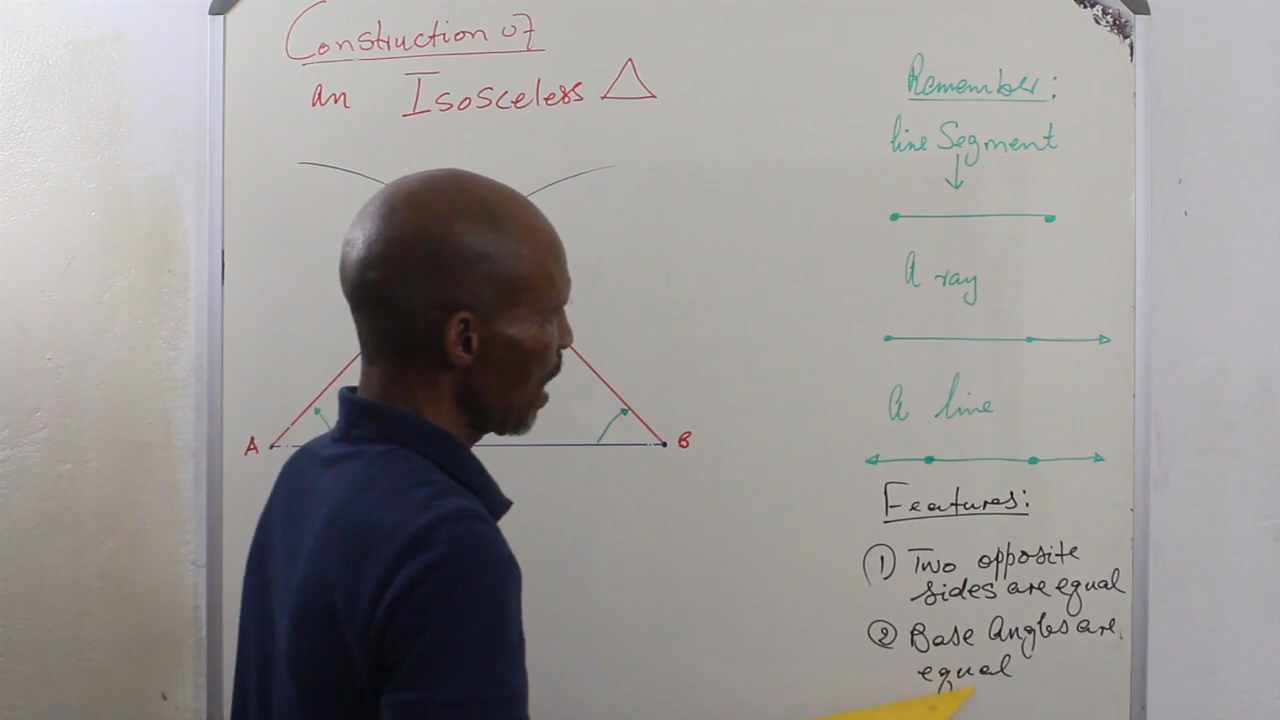 Construction of
an Isosceless
A
B
Remember:
line Segment
A ray
A line
Features:
① Two opposite
sides are equal
② Base Angles are
equal